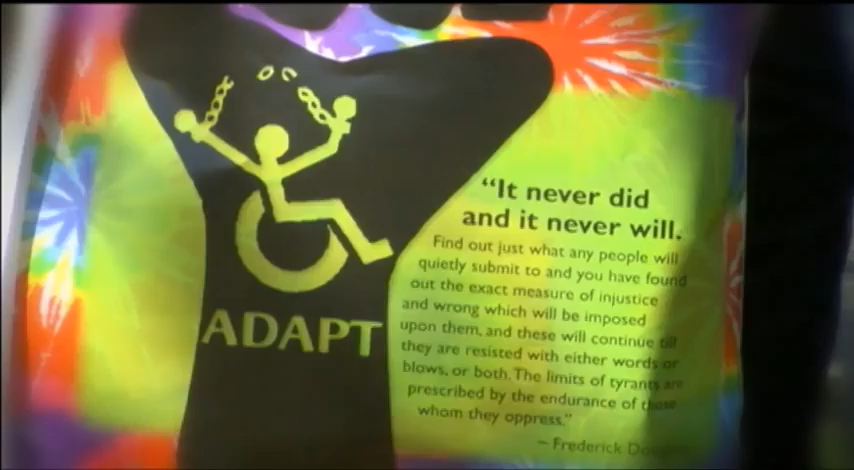 ADAPT
"It never did
and it never will.
Find out just what any people will
quietly submit to and you have found
out the exact measure of injustice
and wrong which will be imposed
upon them, and these will continue till
they are resisted with either words or
blows, or both. The limits of tyrants are
prescribed by the endurance of those
whom they oppress."
– Frederick